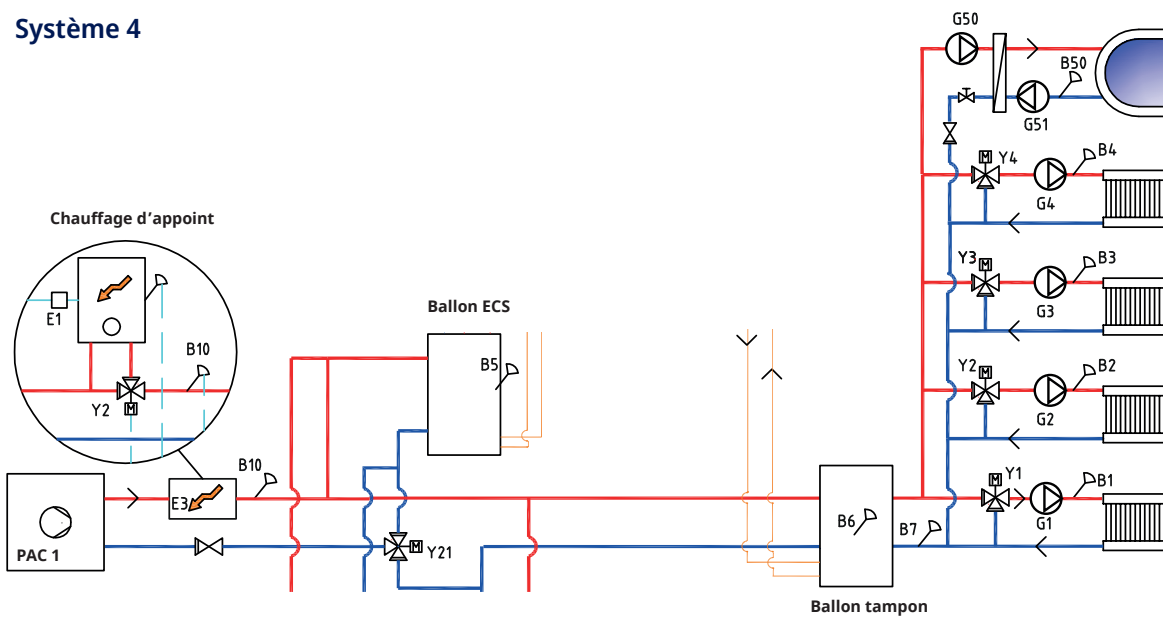 Système 4
G50
B50
G51
Y4
B4
G4
Chauffage d’appoint
E1
B10
Y2
Y3
B3
G3
Ballon ECS
B5
Y2
B2
G2
B10
E3
Y1
B1
G1
B6
B7
PAC 1
M Y21
M
M
M
M
M
Ballon tampon